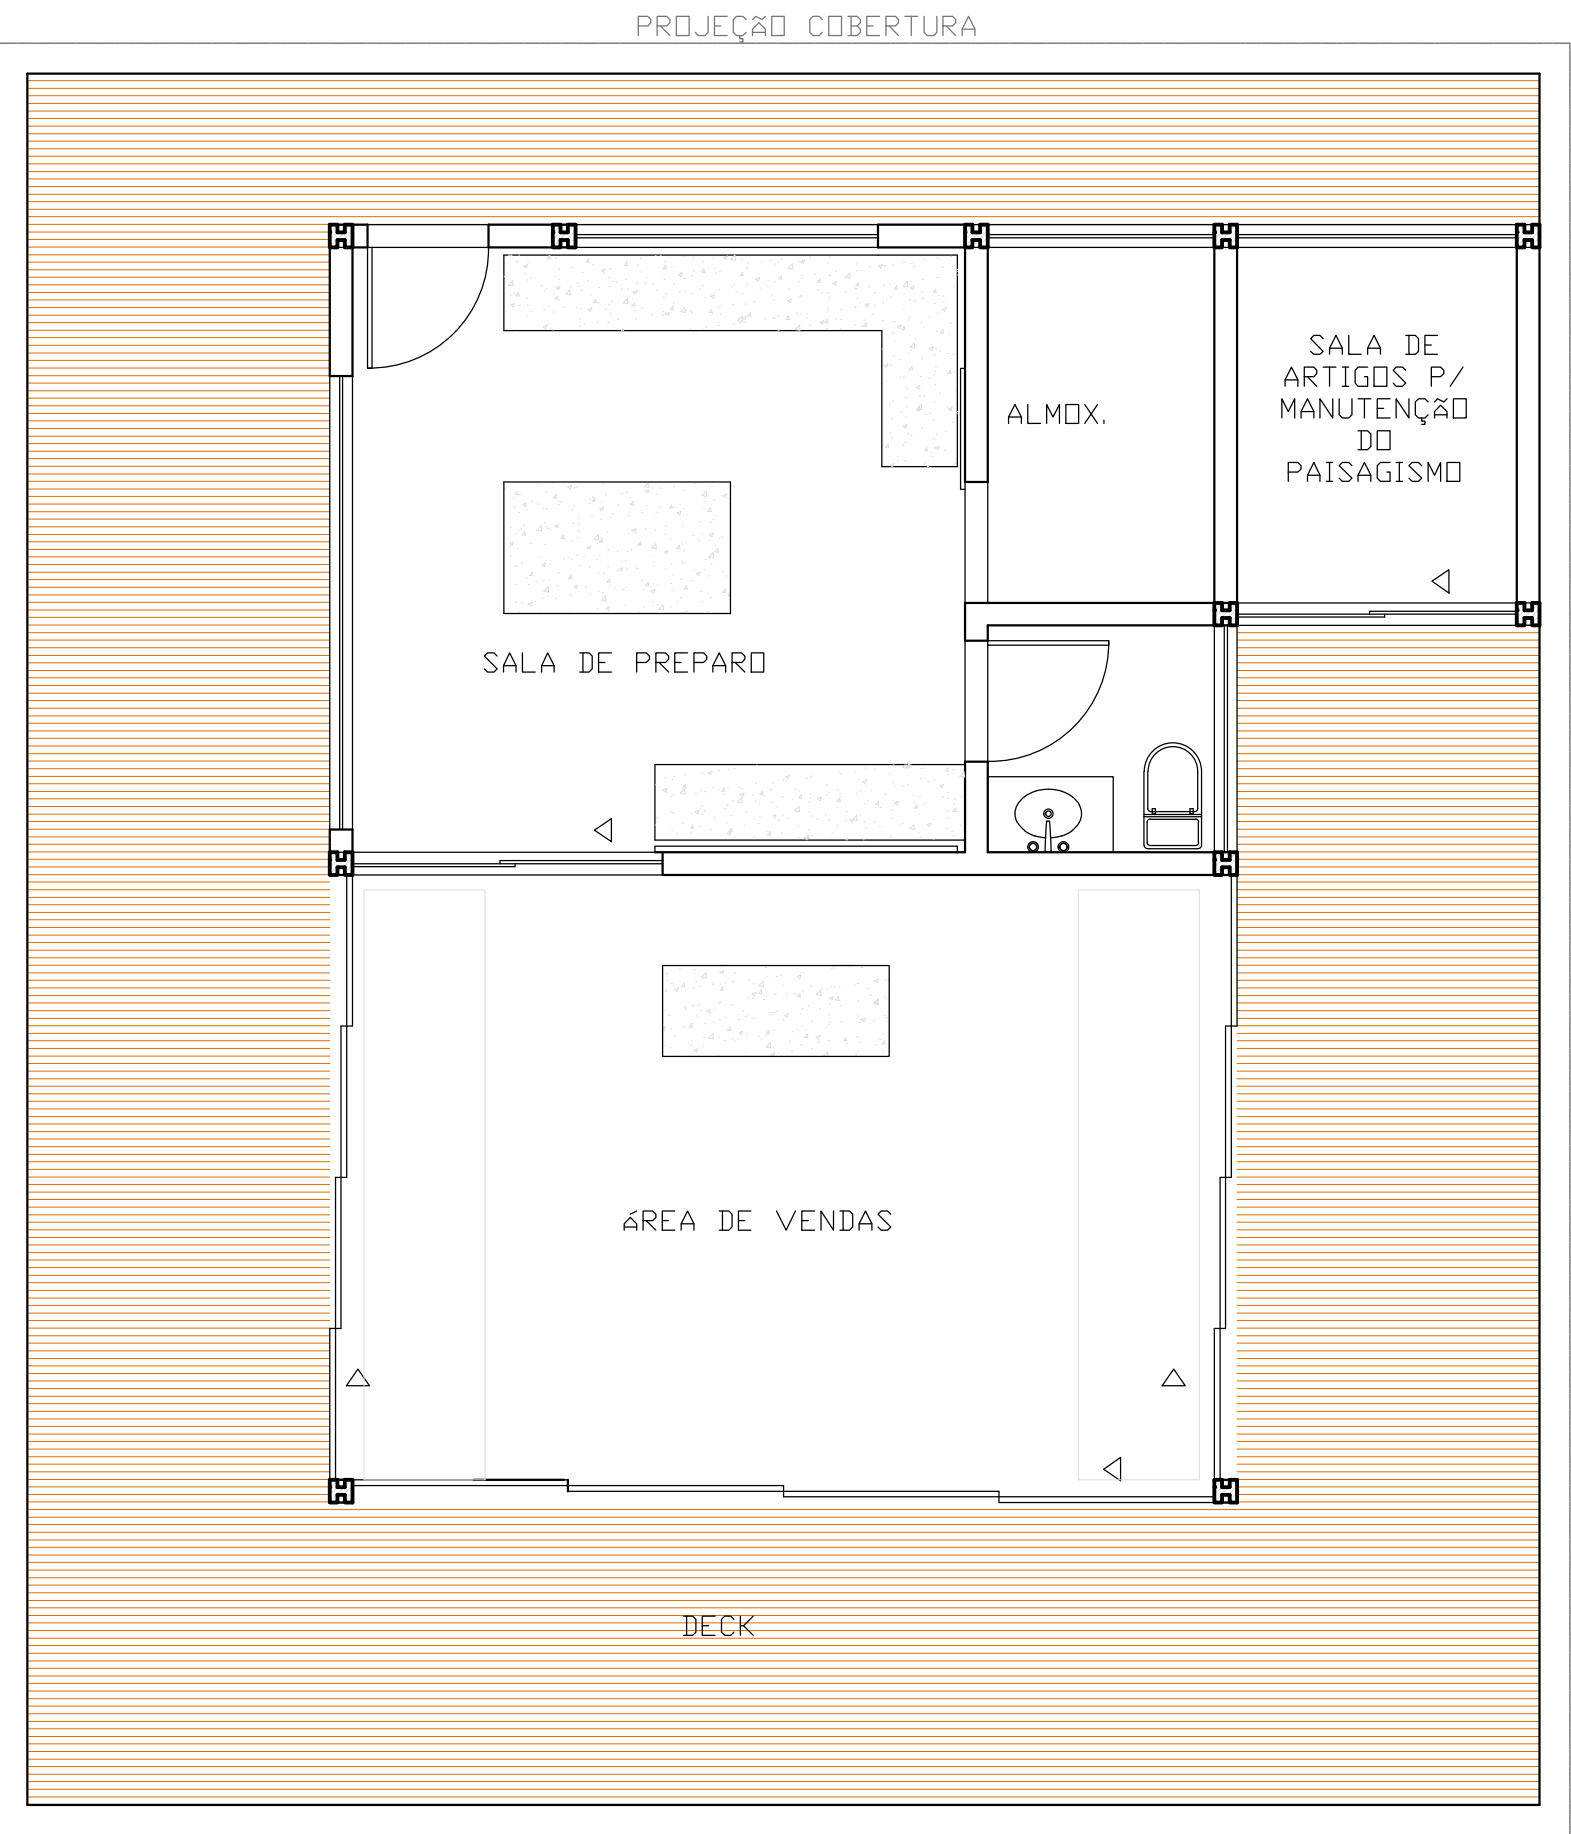 PROJEÇÃO COBERTURA
SALA DE
ARTIGOS P/
MANUTENÇÃO
DO
PAISAGISMO
ALMOX.
SALA DE PREPARO
ÁREA DE VENDAS
DECK